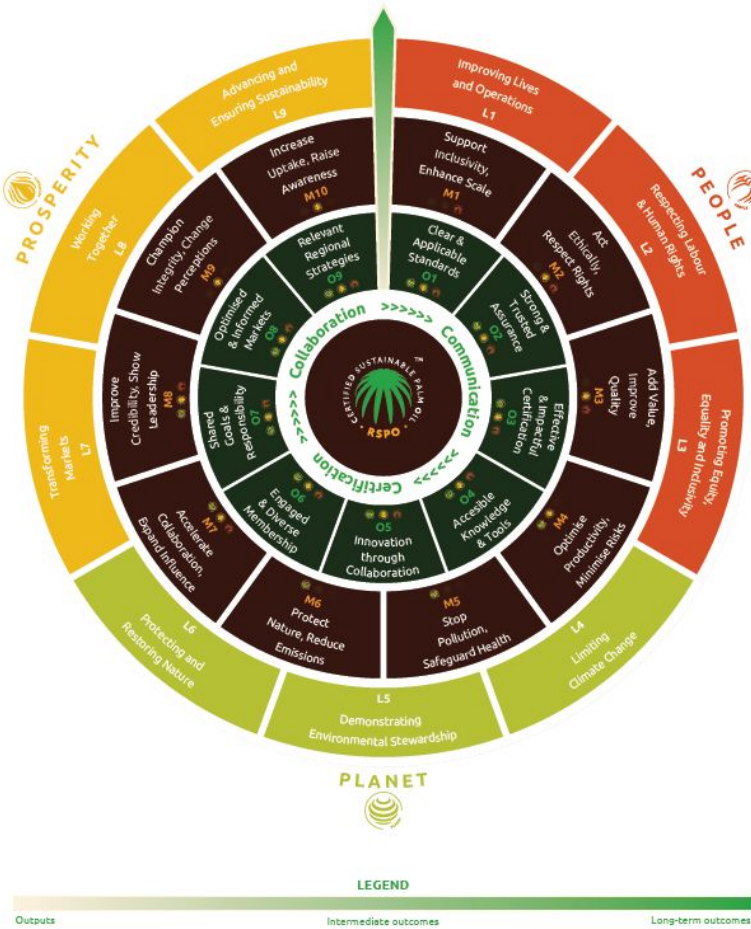 Advancing and
Ensuring Sustainability
L9
Improving Lives
and Operations
L1
PROSPERITY
PEOPLE
Working
Together
L8
Respecting Labour
& Human Rights
L2
Transforming
Markets
L7
Promoting Equity,
Equality and Inclusivity
L3
Protecting and
Restoring Nature
L6
L5
Demonstrating
Environmental Stewardship
L4
Limiting
Climate Change
Increase
Uptake, Raise
Awareness
M10
Support
Inclusivity,
Enhance Scale
M1
Act
Ethically,
Respect Rights
M2
Add Value,
Improve
Quality
M3
M4
Optimise
Productivity,
Minimise Risks
M5
Stop
Pollution,
Safeguard Health
M6
Protect
Nature, Reduce
Emissions
M7
Accelerate
Collaboration,
Expand Influence
Improve
Credibility, Show
Leadership
M8
Champion
Integrity, Change
Perceptions
M9
Relevant
Regional
Strategies
O9
Clear &
Applicable
Standards
O1
Strong &
Trusted
Assurance
O2
Effective
& Impactful
Certification
O3
O4
Accesible
Knowledge
& Tools
O5
Innovation
through
Collaboration
O6
Engaged
& Diverse
Membership
Shared
Goals &
Responsibility
O7
Optimised
& Informed
Markets
O8
Collaboration >>>>>> Communication >>>>> Certification >>>>>
CERTIFIED SUSTAINABLE PALM OIL ™
· RSPO ·
PLANET
LEGEND
Outputs
Intermediate outcomes
Long-term outcomes